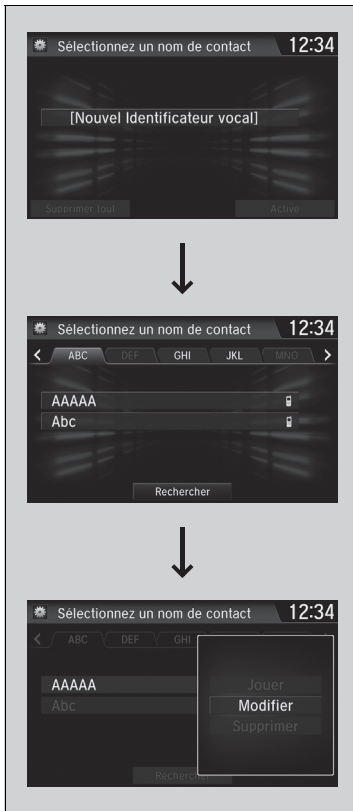 Sélectionnez un nom de contact 12:34
[Nouvel Identificateur vocal]
Supprimer tout Active
Sélectionnez un nom de contact 12:34
ABC DEF GHI JKL MNO
AAAAA
Abc
Rechercher
Sélectionnez un nom de contact 12:34
ABC DEF GHI
AAAAA Jouer
Abc Modifier
Supprimer
Rechercher